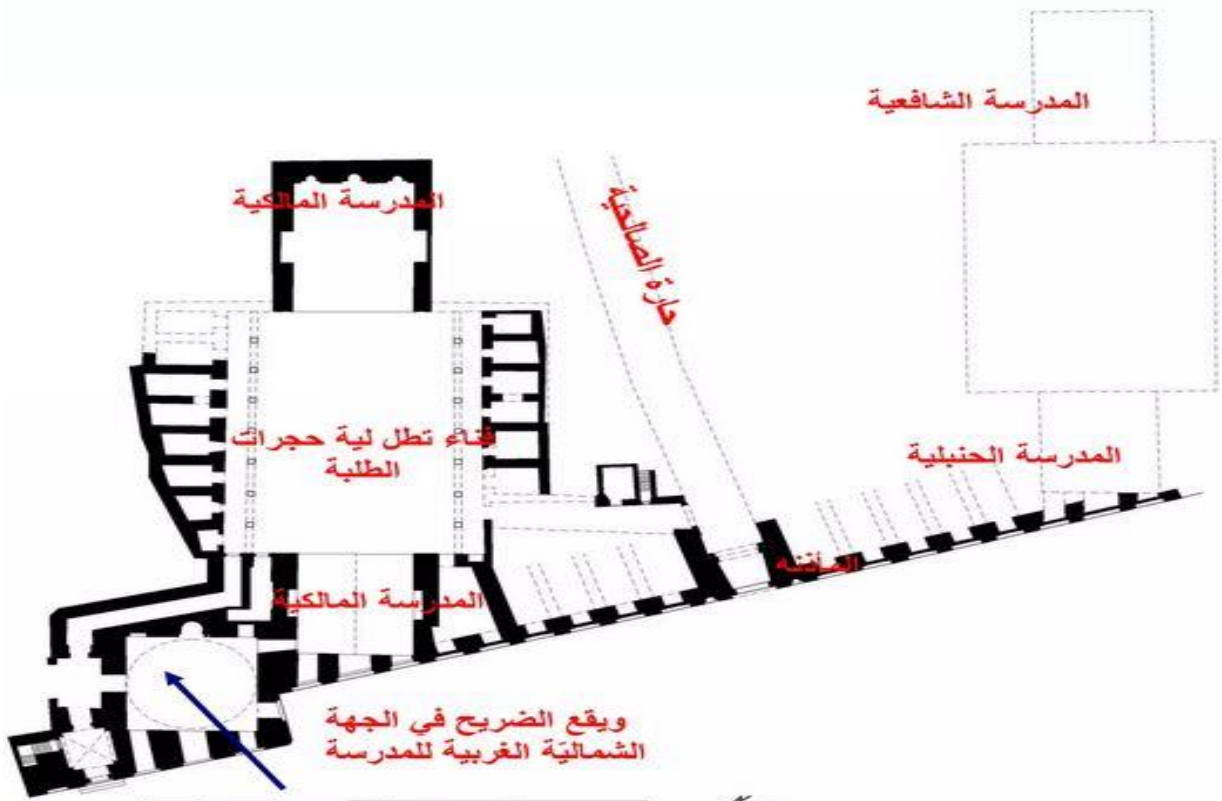 المدرسة الشافعية
المدرسة المالكية
حارة الصالحية
فناء تطل لية حجرات
الطلبة
المدرسة الحنبلية
المأذنه
المدرسة المالكية
ويقع الضريح في الجهة
الشماليّة الغربية للمدرسة